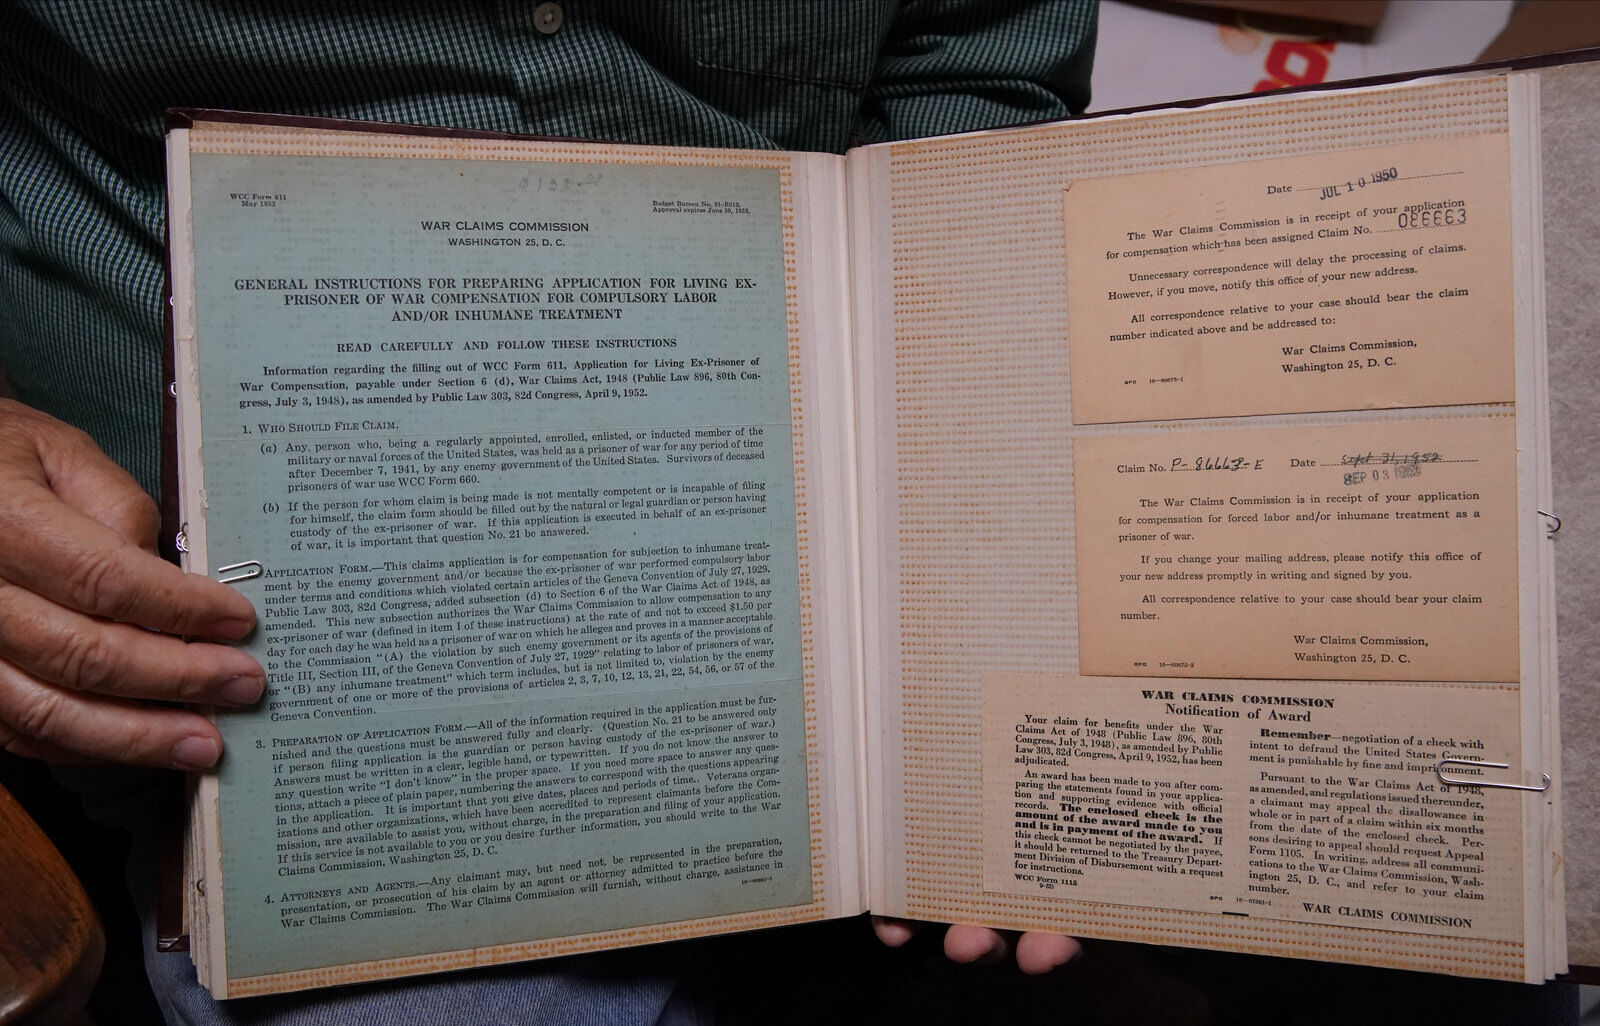 WCC Form 611
May 1952
Budget Bureau No. 91-R013.
Approval expires June 30, 1953.
WAR CLAIMS COMMISSION
WASHINGTON 25, D. C.
GENERAL INSTRUCTIONS FOR PREPARING APPLICATION FOR LIVING EX-
PRISONER OF WAR COMPENSATION FOR COMPULSORY LABOR
AND/OR INHUMANE TREATMENT
READ CAREFULLY AND FOLLOW THESE INSTRUCTIONS
Information regarding the filling out of WCC Form 611, Application for Living Ex-Prisoner of
War Compensation, payable under Section 6 (d), War Claims Act, 1948 (Public Law 896, 80th Con-
gress, July 3, 1948), as amended by Public Law 303, 82d Congress, April 9, 1952.
1. WHO SHOULD FILE CLAIM.
(a) Any, person who, being a regularly appointed, enrolled, enlisted, or inducted member of the
military or naval forces of the United States, was held as a prisoner of war for any period of time
after December 7, 1941, by any enemy government of the United States. Survivors of deceased
prisoners of war use WCC Form 660.
(b) If the person for whom claim is being made is not mentally competent or is incapable of filing
for himself, the claim form should be filled out by the natural or legal guardian or person having
custody of the ex-prisoner of war. If this application is executed in behalf of an ex-prisoner
of war, it is important that question No. 21 be answered.
APPLICATION FORM.—This claims application is for compensation for subjection to inhumane treat-
ment by the enemy government and/or because the ex-prisoner of war performed compulsory labor
under terms and conditions which violated certain articles of the Geneva Convention of July 27, 1929.
Public Law 303, 82d Congress, added subsection (d) to Section 6 of the War Claims Act of 1948, as
amended. This new subsection authorizes the War Claims Commission to allow compensation to any
ex-prisoner of war (defined in item 1 of these instructions) at the rate of and not to exceed $1.50 per
day for each day he was held as a prisoner of war on which he alleges and proves in a manner acceptable
to the Commission "(A) the violation by such enemy government or its agents of the provisions of
Title III, Section III, of the Geneva Convention of July 27, 1929" relating to labor of prisoners of war,
or "(B) any inhumane treatment" which term includes, but is not limited to, violation by the enemy
government of one or more of the provisions of articles 2, 3, 7, 10, 12, 13, 21, 22, 54, 56, or 57 of the
Geneva Convention.
3. PREPARATION OF APPLICATION FORM.—All of the information required in the application must be fur-
nished and the questions must be answered fully and clearly. (Question No. 21 to be answered only
if person filing application is the guardian or person having custody of the ex-prisoner of war.)
Answers must be written in a clear, legible hand, or typewritten. If you do not know the answer to
any question write "I don't know" in the proper space. If you need more space to answer any ques-
tions, attach a piece of plain paper, numbering the answers to correspond with the questions appearing
in the application. It is important that you give dates, places and periods of time. Veterans organ-
izations and other organizations, which have been accredited to represent claimants before the Com-
mission, are available to assist you, without charge, in the preparation and filing of your application.
If this service is not available to you or you desire further information, you should write to the War
Claims Commission, Washington 25, D. C.
4. ATTORNEYS AND AGENTS.—Any claimant may, but need not, be represented in the preparation,
presentation, or prosecution of his claim by an agent or attorney admitted to practice before the
War Claims Commission. The War Claims Commission will furnish, without charge, assistance in
Date JUL 10 1950
The War Claims Commission is in receipt of your application
for compensation which has been assigned Claim No. 086663
Unnecessary correspondence will delay the processing of claims.
However, if you move, notify this office of your new address.
All correspondence relative to your case should bear the claim
number indicated above and be addressed to:
War Claims Commission,
Washington 25, D. C.
GPO 16—60675-1
Claim No. P-86663-E Date Sept 31, 1952
SEP 03 1952
The War Claims Commission is in receipt of your application
for compensation for forced labor and/or inhumane treatment as a
prisoner of war.
If you change your mailing address, please notify this office of
your new address promptly in writing and signed by you.
All correspondence relative to your case should bear your claim
number.
War Claims Commission,
Washington 25, D. C.
GPO 16—60675-2
WAR CLAIMS COMMISSION
Notification of Award
Your claim for benefits under the War
Claims Act of 1948 (Public Law 896, 80th
Congress, July 3, 1948), as amended by Public
Law 303, 82d Congress, April 9, 1952, has been
adjudicated.
An award has been made to you after com-
paring the statements found in your applica-
tion and supporting evidence with official
records. The enclosed check is the
amount of the award made to you
and is in payment of the award. If
this check cannot be negotiated by the payee,
it should be returned to the Treasury Depart-
ment Division of Disbursement with a request
for instructions.
WCC Form 1115
9-52)
Remember—negotiation of a check with
intent to defraud the United States Govern-
ment is punishable by fine and imprisonment.
Pursuant to the War Claims Act of 1948,
as amended, and regulations issued thereunder,
a claimant may appeal the disallowance in
whole or in part of a claim within six months
from the date of the enclosed check. Per-
sons desiring to appeal should request Appeal
Form 1105. In writing, address all communi-
cations to the War Claims Commission, Wash-
ington 25, D. C., and refer to your claim
number.
GPO 16—67361-1
WAR CLAIMS COMMISSION